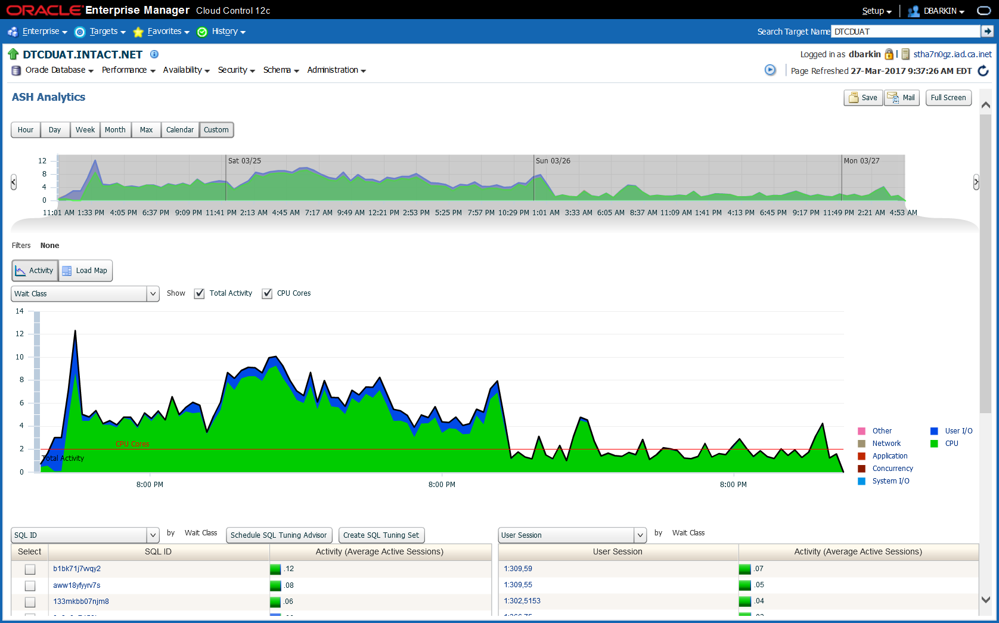 ORACLE Enterprise Manager Cloud Control 12c
Setup DBARKIN
Enterprise Targets Favorites History
Search Target Name DTCDUAT
DTCDUAT.INTACT.NET
Logged in as dbarkin | stha7n0gz.iad.ca.inet
Oracle Database Performance Availability Security Schema Administration
Page Refreshed 27-Mar-2017 9:37:26 AM EDT
ASH Analytics
Save Mail Full Screen
Hour Day Week Month Max Calendar Custom
12
8
4
0
Sat 03/25 Sun 03/26 Mon 03/27
11:01 AM 1:33 PM 4:05 PM 6:37 PM 9:09 PM 11:41 PM 2:13 AM 4:45 AM 7:17 AM 9:49 AM 12:21 PM 2:53 PM 5:25 PM 7:57 PM 10:29 PM 1:01 AM 3:33 AM 6:05 AM 8:37 AM 11:09 AM 1:41 PM 4:13 PM 6:45 PM 9:17 PM 11:49 PM 2:21 AM 4:53 AM
Filters None
Activity Load Map
Wait Class Show Total Activity CPU Cores
14
12
10
8
6
4
2
0
CPU Cores
Total Activity
8:00 PM 8:00 PM 8:00 PM
Other User I/O
Network CPU
Application
Concurrency
System I/O
SQL ID by Wait Class Schedule SQL Tuning Advisor Create SQL Tuning Set
Select SQL ID Activity (Average Active Sessions)
b1bk71j7vvqy2 .12
aww18yfyyrv7s .08
133mkbb07njm8 .06
User Session by Wait Class
User Session Activity (Average Active Sessions)
1:309,59 .07
1:309,55 .05
1:302,5153 .04